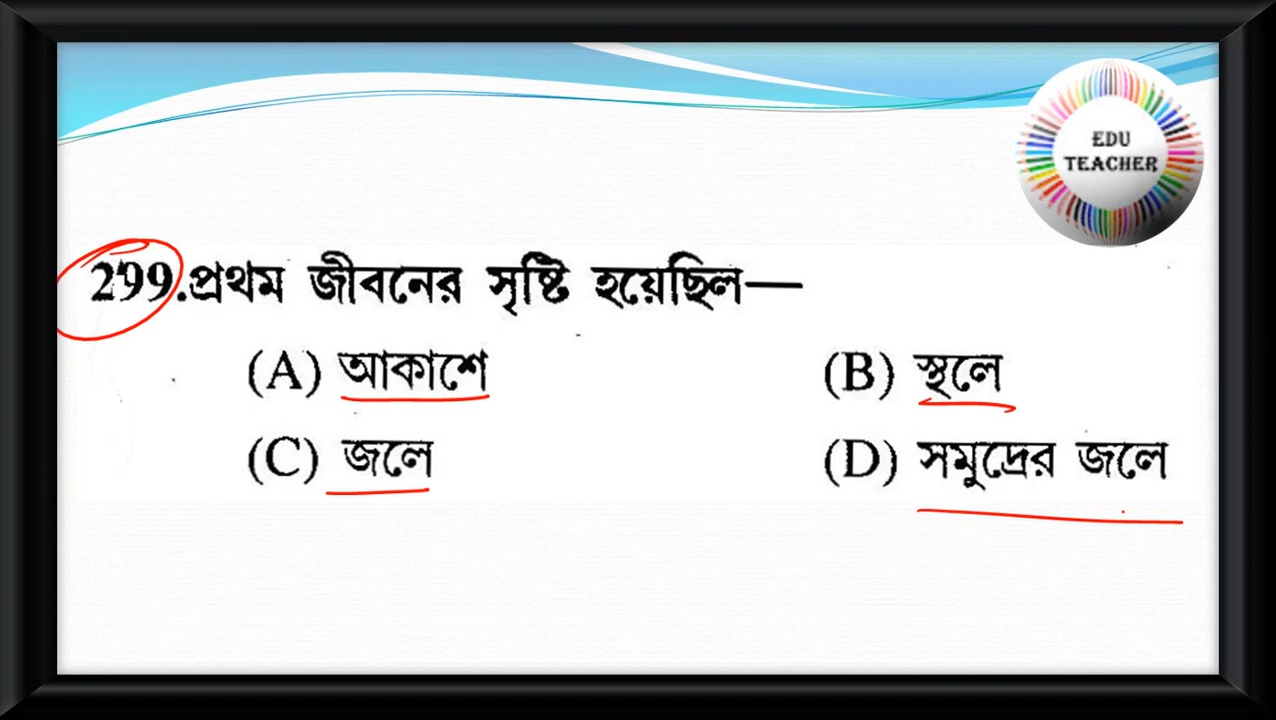 EDU
TEACHER
299.প্রথম জীবনের সৃষ্টি হয়েছিল—
(A) আকাশে (B) স্থলে
(C) জলে (D) সমুদ্রের জলে